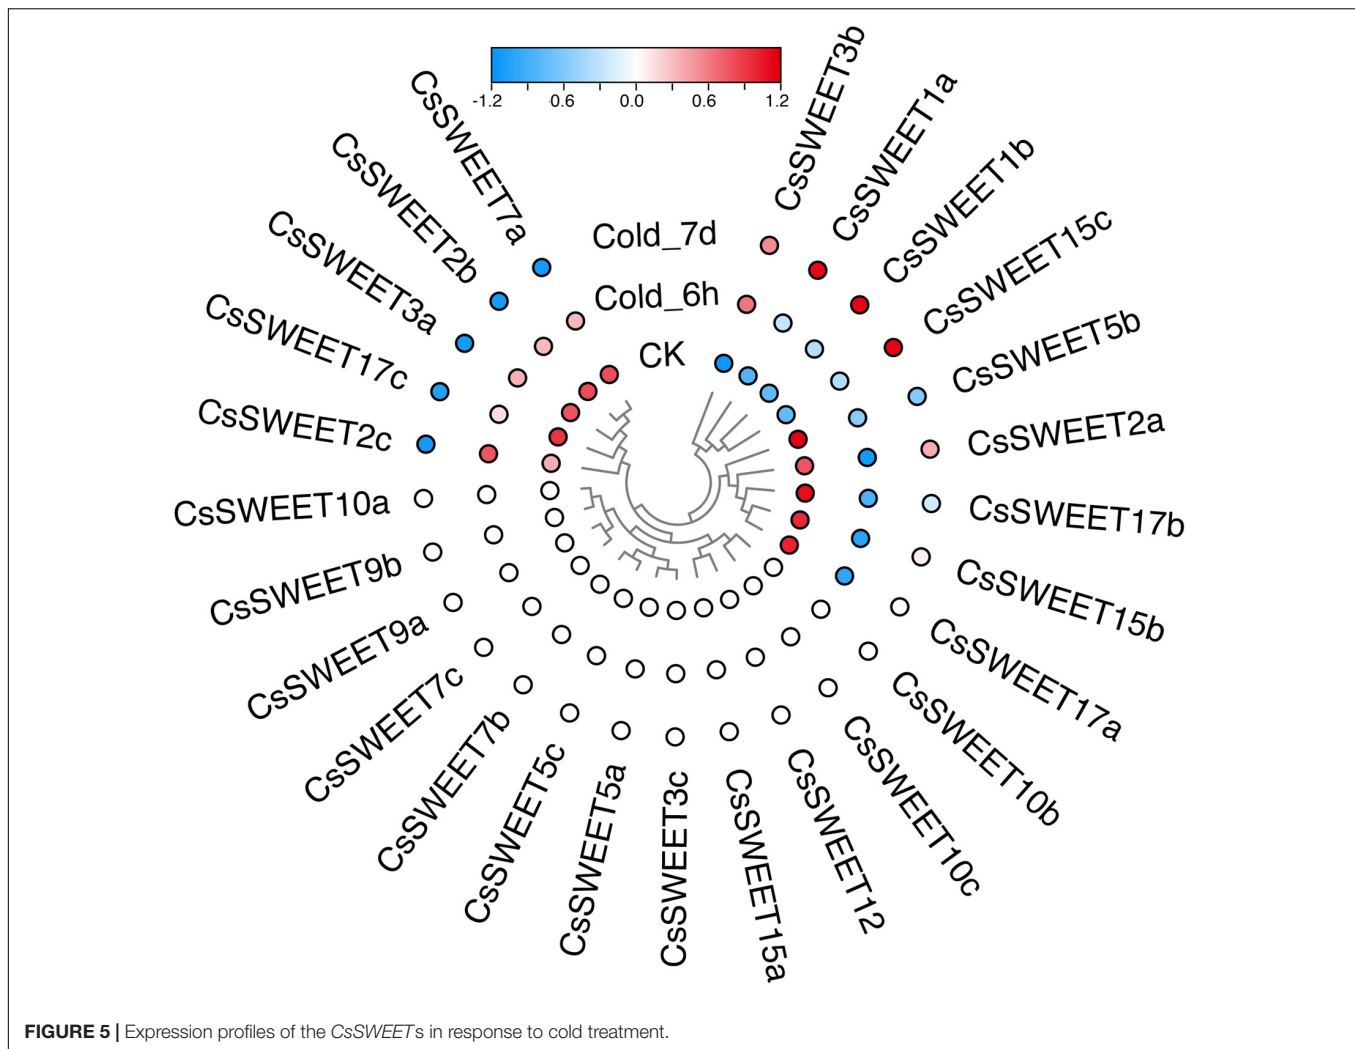 -1.2 -0.6 0.0 0.6 1.2
Cold_7d
Cold_6h
CK
CsSWEET3b
CsSWEET1a
CsSWEET1b
CsSWEET15c
CsSWEET5b
CsSWEET2a
CsSWEET17b
CsSWEET15b
CsSWEET17a
CsSWEET10b
CsSWEET10c
CsSWEET12
CsSWEET15a
CsSWEET3c
CsSWEET5a
CsSWEET5c
CsSWEET7b
CsSWEET7c
CsSWEET9a
CsSWEET9b
CsSWEET10a
CsSWEET2c
CsSWEET17c
CsSWEET3a
CsSWEET2b
CsSWEET7a
FIGURE 5 | Expression profiles of the CsSWEETs in response to cold treatment.